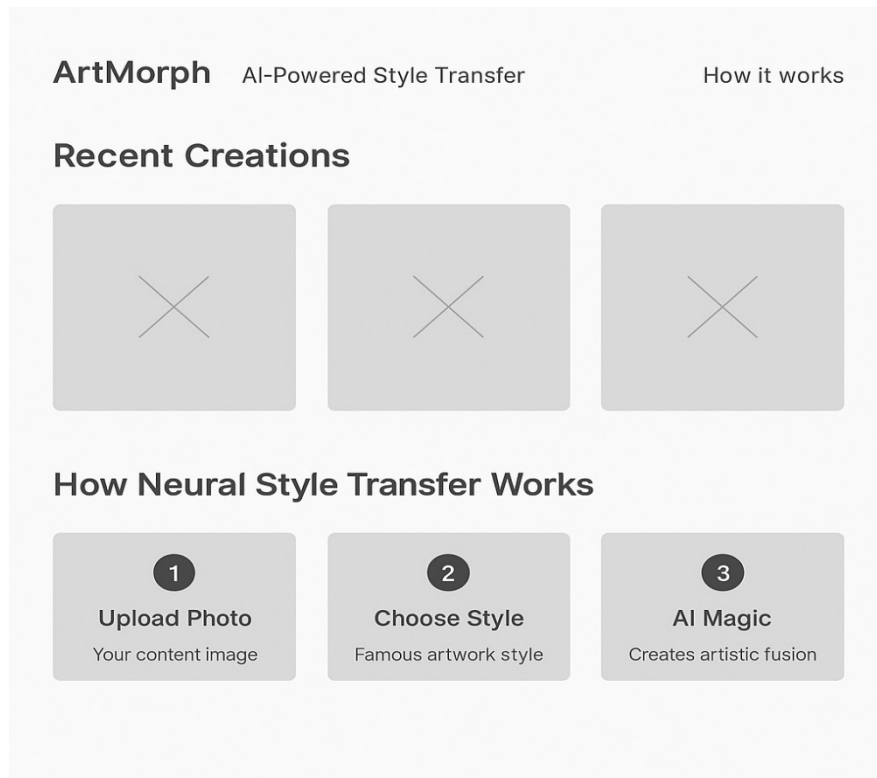 ArtMorph AI-Powered Style Transfer How it works
Recent Creations
How Neural Style Transfer Works
1
Upload Photo
Your content image
2
Choose Style
Famous artwork style
3
AI Magic
Creates artistic fusion